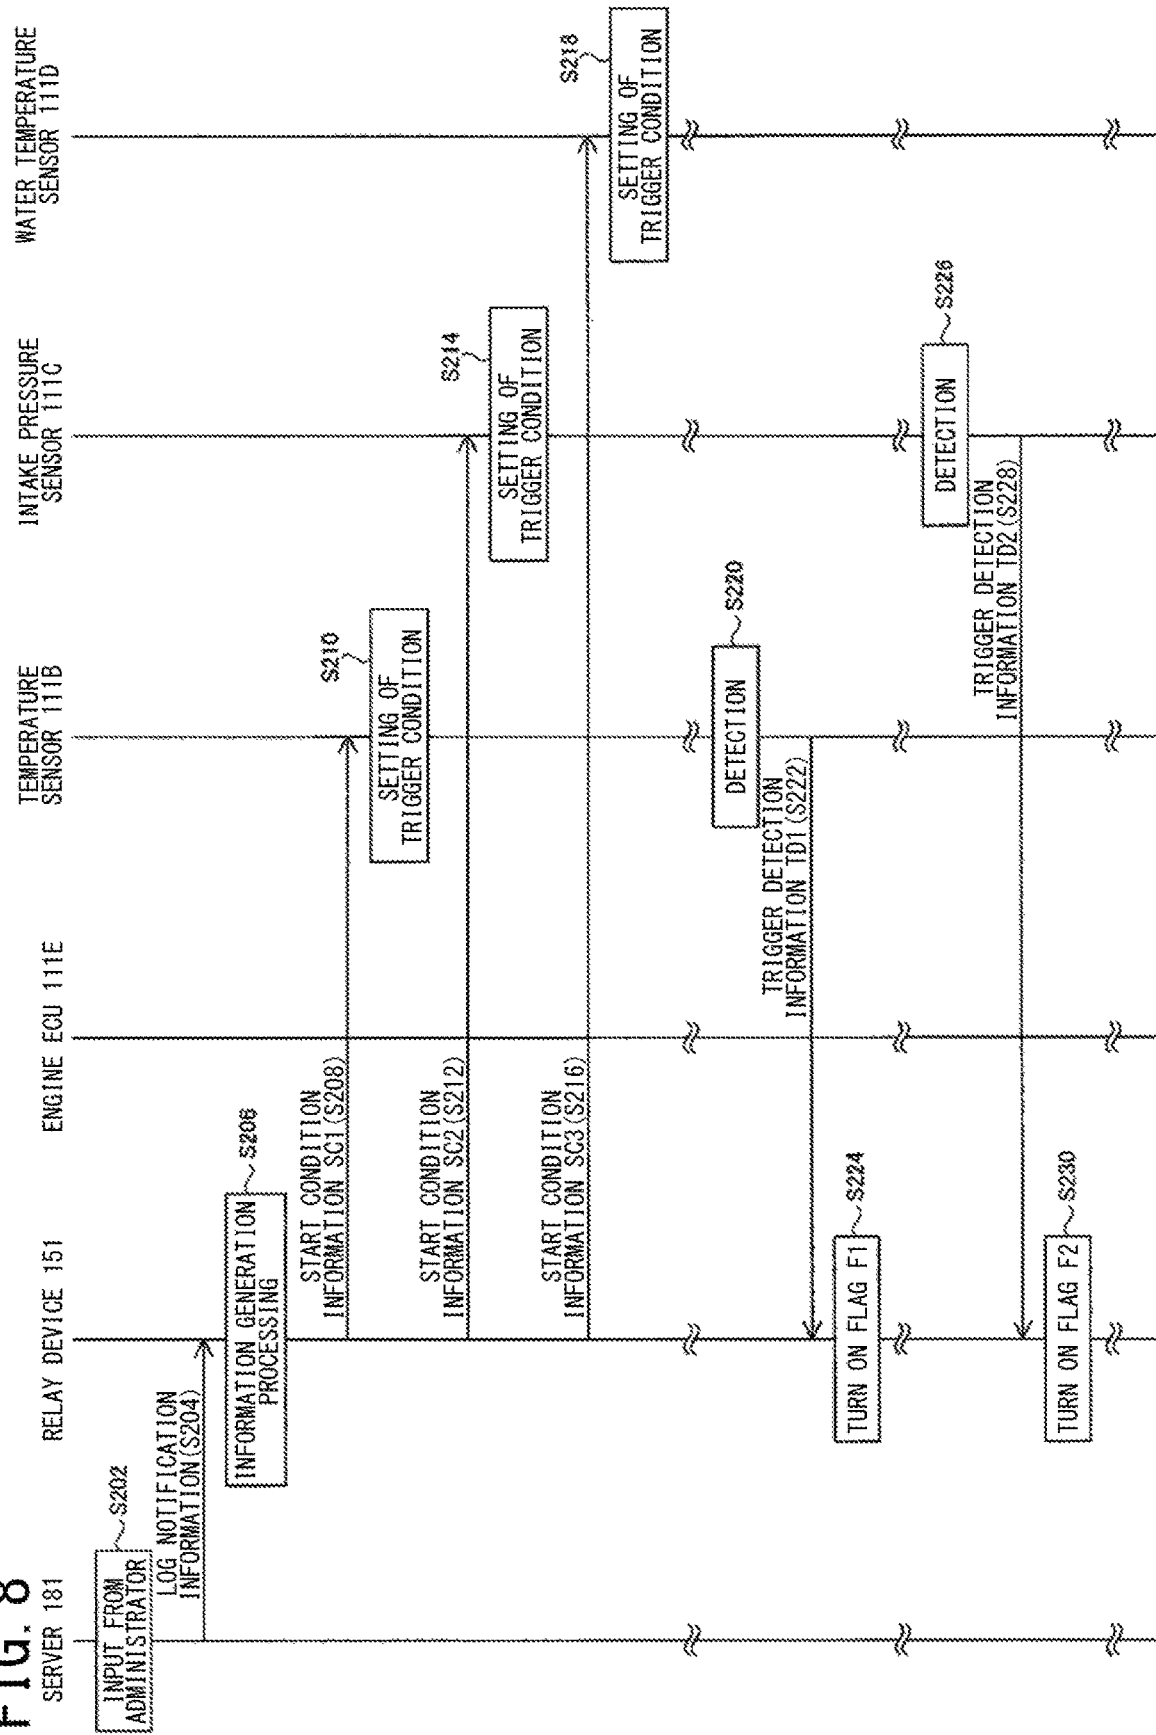 FIG. 8
SERVER 181
RELAY DEVICE 151
ENGINE ECU 111E
TEMPERATURE
SENSOR 111B
INTAKE PRESSURE
SENSOR 111C
WATER TEMPERATURE
SENSOR 111D
INPUT FROM
ADMINISTRATOR
S202
LOG NOTIFICATION
INFORMATION(S204)
INFORMATION GENERATION
PROCESSING
S206
START CONDITION
INFORMATION SC1(S208)
SETTING OF
TRIGGER CONDITION
S210
START CONDITION
INFORMATION SC2(S212)
SETTING OF
TRIGGER CONDITION
S214
START CONDITION
INFORMATION SC3(S216)
SETTING OF
TRIGGER CONDITION
S218
DETECTION
S220
TRIGGER DETECTION
INFORMATION TD1(S222)
TURN ON FLAG F1
S224
DETECTION
S226
TRIGGER DETECTION
INFORMATION TD2(S228)
TURN ON FLAG F2
S230